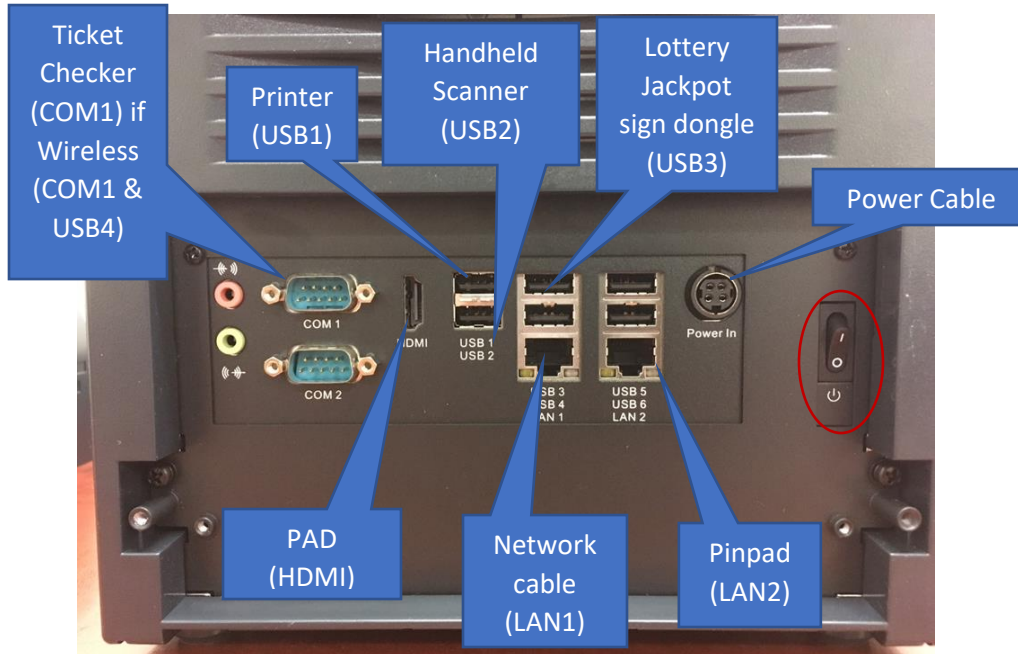 Ticket
Checker
(COM1) if
Wireless
(COM1 &
USB4)
Printer
(USB1)
Handheld
Scanner
(USB2)
Lottery
Jackpot
sign dongle
(USB3)
Power Cable
COM 1
COM 2
HDMI
USB 1
USB 2
USB 3
USB 4
LAN 1
USB 5
USB 6
LAN 2
Power In
I
O
PAD
(HDMI)
Network
cable
(LAN1)
Pinpad
(LAN2)